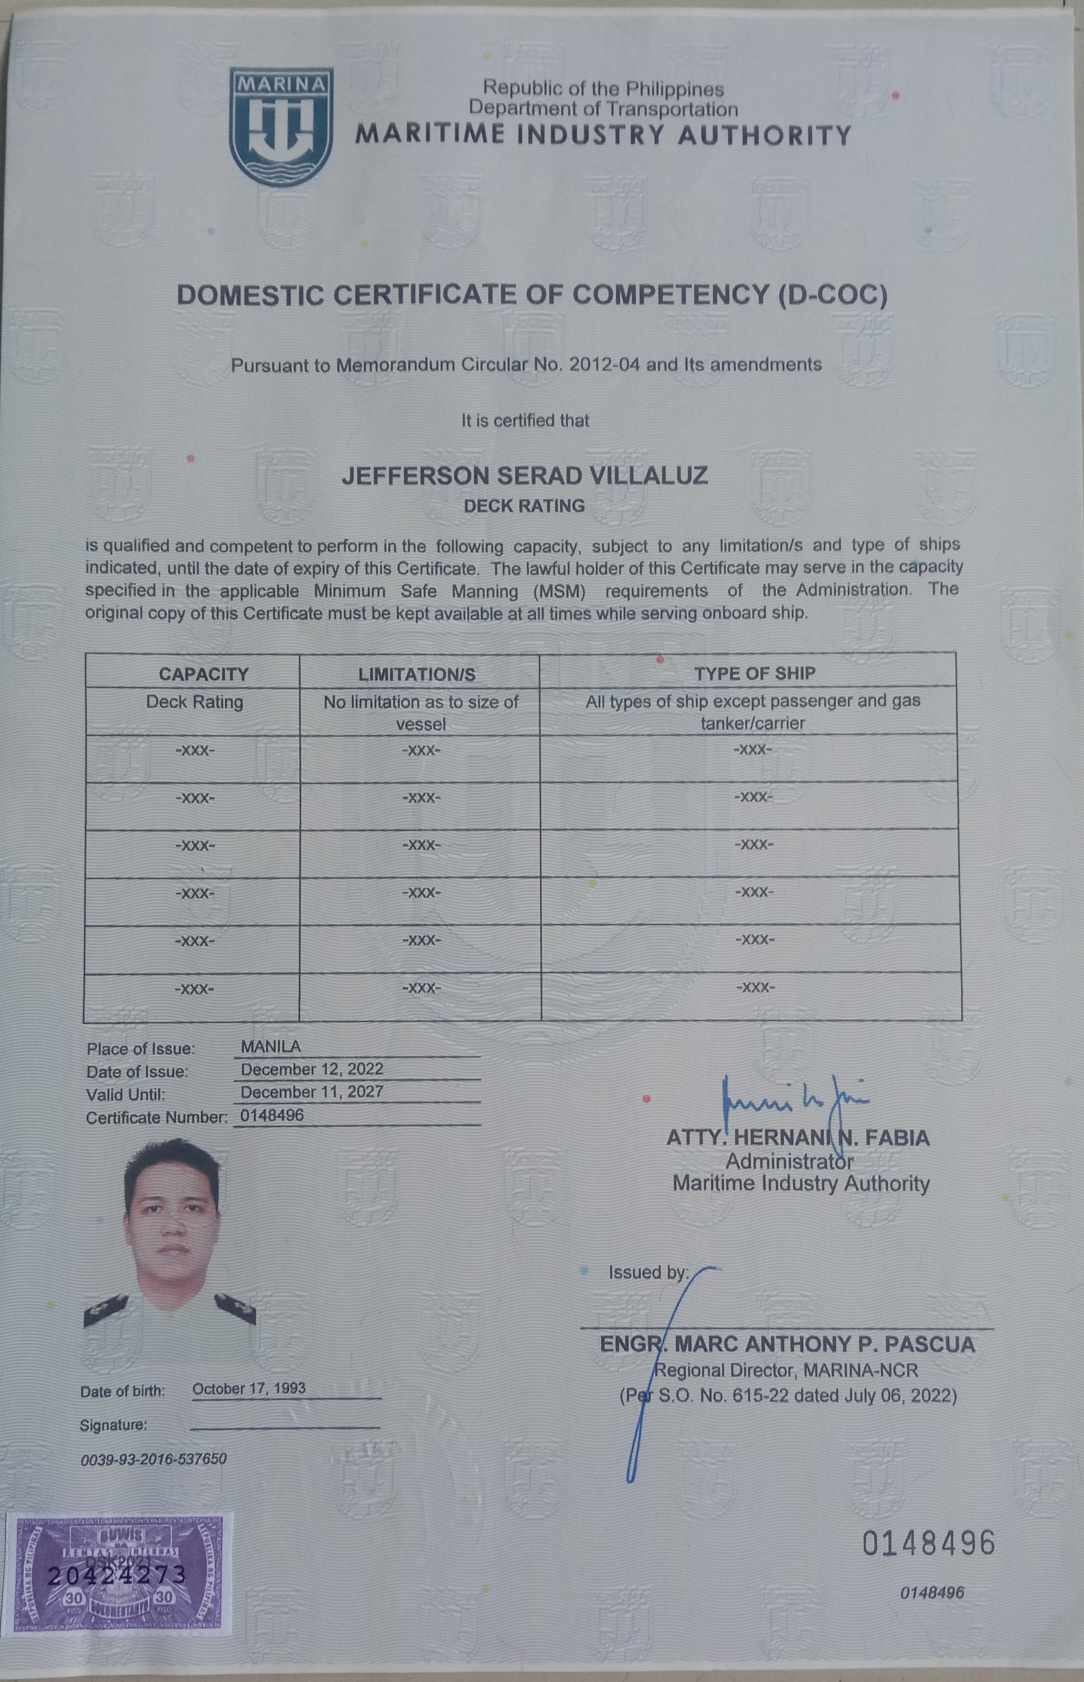 MARINA
Republic of the Philippines
Department of Transportation
MARITIME INDUSTRY AUTHORITY
DOMESTIC CERTIFICATE OF COMPETENCY (D-COC)
Pursuant to Memorandum Circular No. 2012-04 and Its amendments
It is certified that
JEFFERSON SERAD VILLALUZ
DECK RATING
is qualified and competent to perform in the following capacity, subject to any limitation/s and type of ships
indicated, until the date of expiry of this Certificate. The lawful holder of this Certificate may serve in the capacity
specified in the applicable Minimum Safe Manning (MSM) requirements of the Administration. The
original copy of this Certificate must be kept available at all times while serving onboard ship.
CAPACITY LIMITATION/S TYPE OF SHIP
Deck Rating No limitation as to size of vessel All types of ship except passenger and gas tanker/carrier
-XXX- -XXX- -XXX-
-XXX- -XXX- -XXX-
-XXX- -XXX- -XXX-
-XXX- -XXX- -XXX-
-XXX- -XXX- -XXX-
-XXX- -XXX- -XXX-
Place of Issue: MANILA
Date of Issue: December 12, 2022
Valid Until: December 11, 2027
Certificate Number: 0148496
ATTY. HERNANI N. FABIA
Administrator
Maritime Industry Authority
Issued by:
ENGR. MARC ANTHONY P. PASCUA
Regional Director, MARINA-NCR
(Per S.O. No. 615-22 dated July 06, 2022)
Date of birth: October 17, 1993
Signature:
0039-93-2016-537650
BUWIS
RENTAS INTERNAS
20424273
30 30
DOKUMENTARYO
REPUBLIKA NG PILIPINAS
0148496
0148496